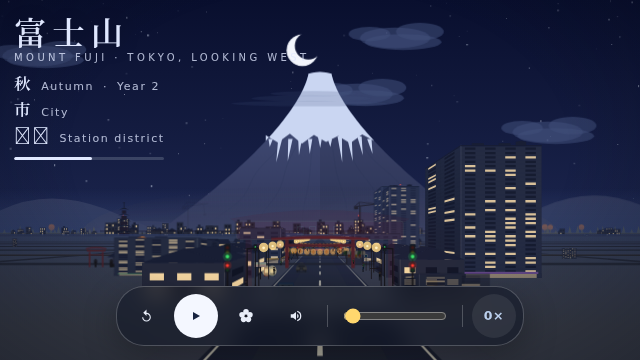 富士山
MOUNT FUJI · TOKYO, LOOKING WEST
秋 Autumn · Year 2
市 City
Station district
0×